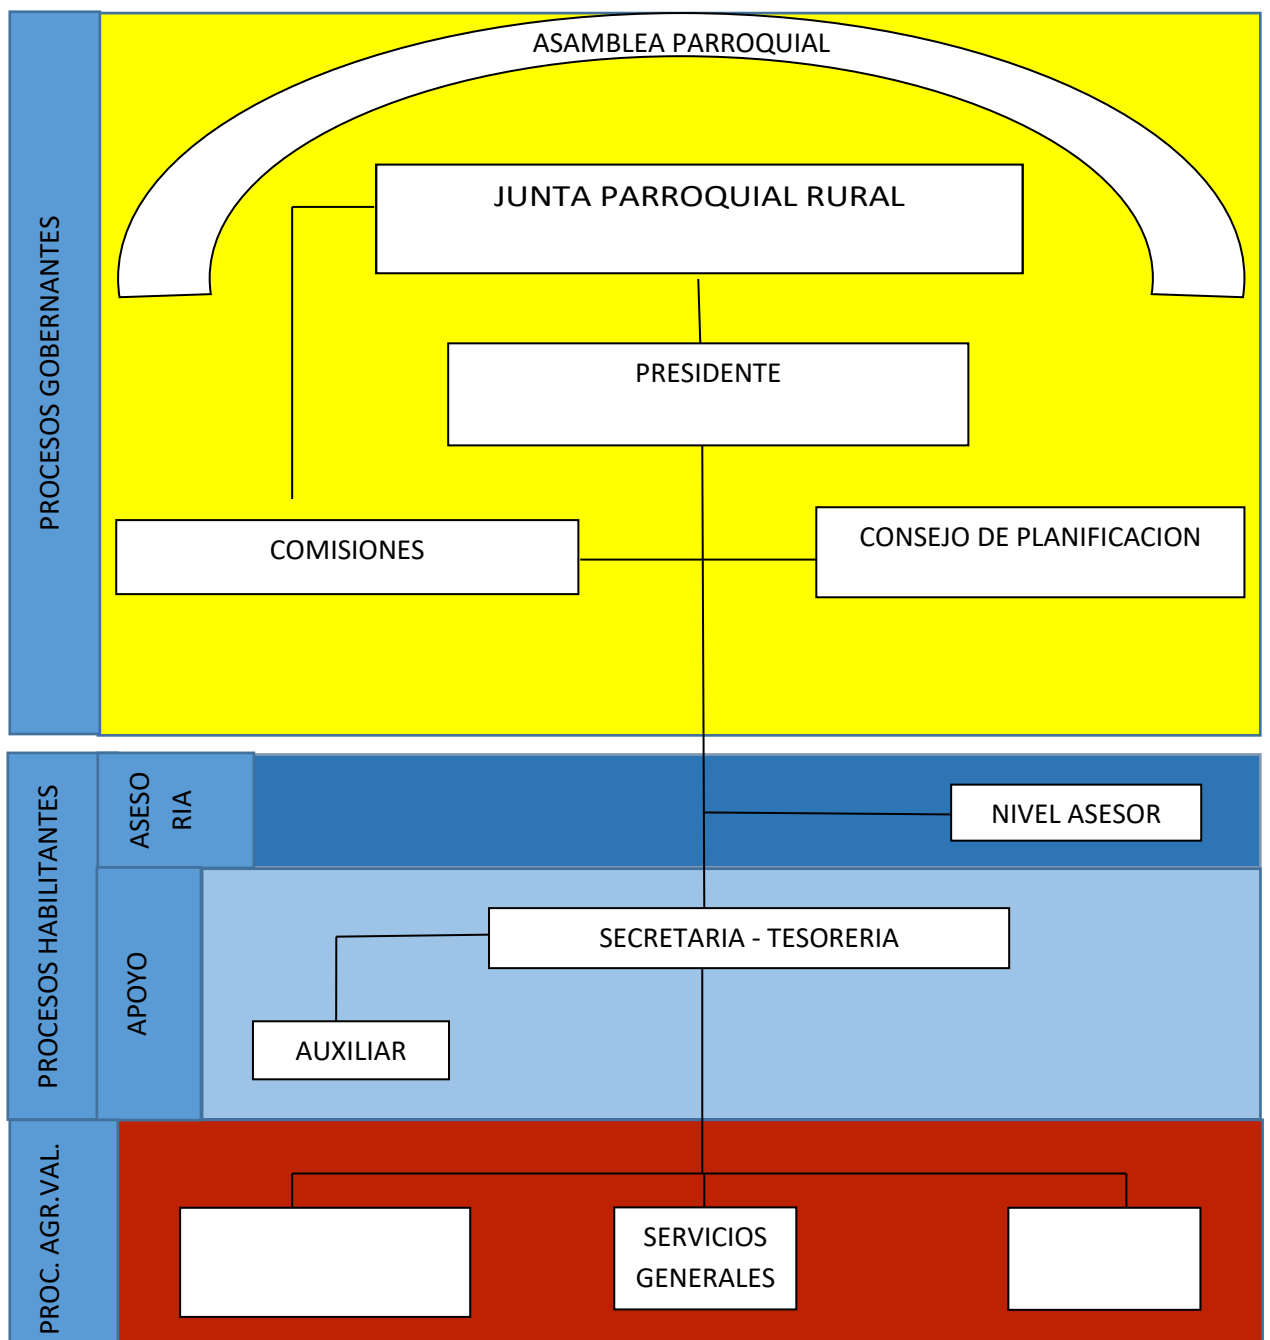 ASAMBLEA PARROQUIAL
JUNTA PARROQUIAL RURAL
PROCESOS GOBERNANTES
PRESIDENTE
COMISIONES
CONSEJO DE PLANIFICACION
PROCESOS HABILITANTES
ASESO
RIA
NIVEL ASESOR
APOYO
SECRETARIA - TESORERIA
AUXILIAR
PROC. AGR.VAL.
SERVICIOS
GENERALES